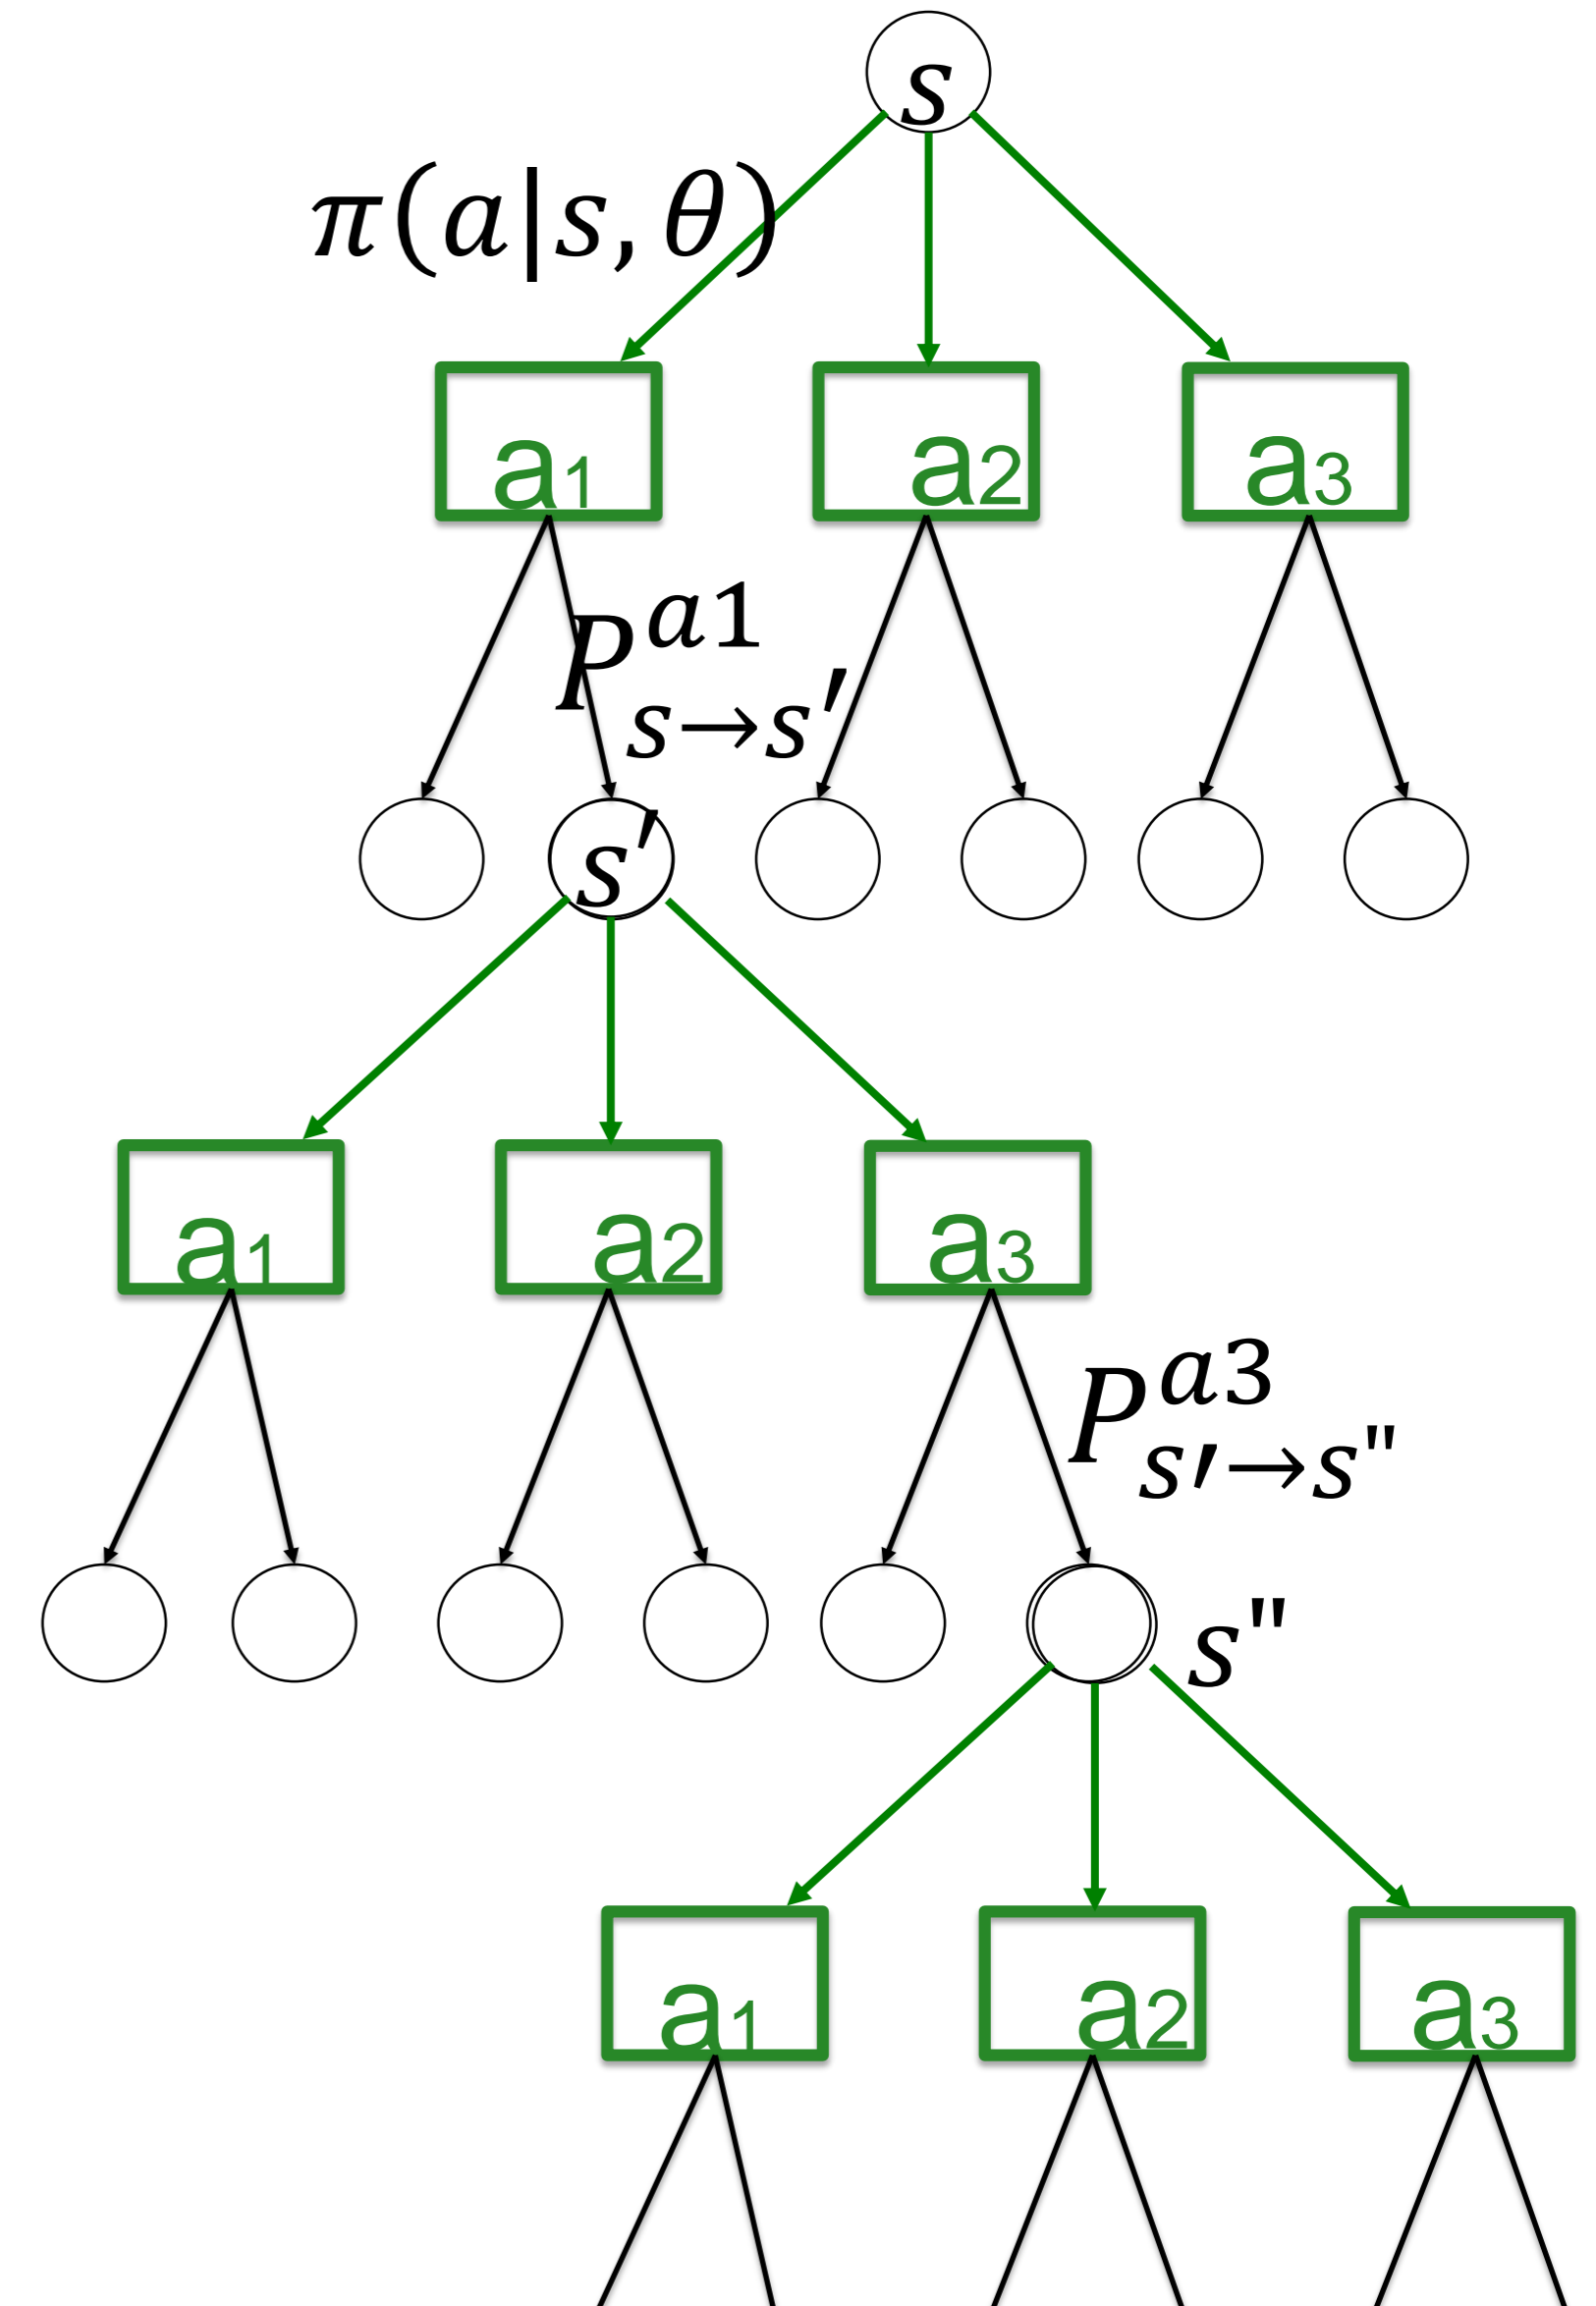 s
π(a|s, θ)
a1 a2 a3
P^{a1}_{s→s′}
s′
a1 a2 a3
P^{a3}_{s′→s"}
s"
a1 a2 a3